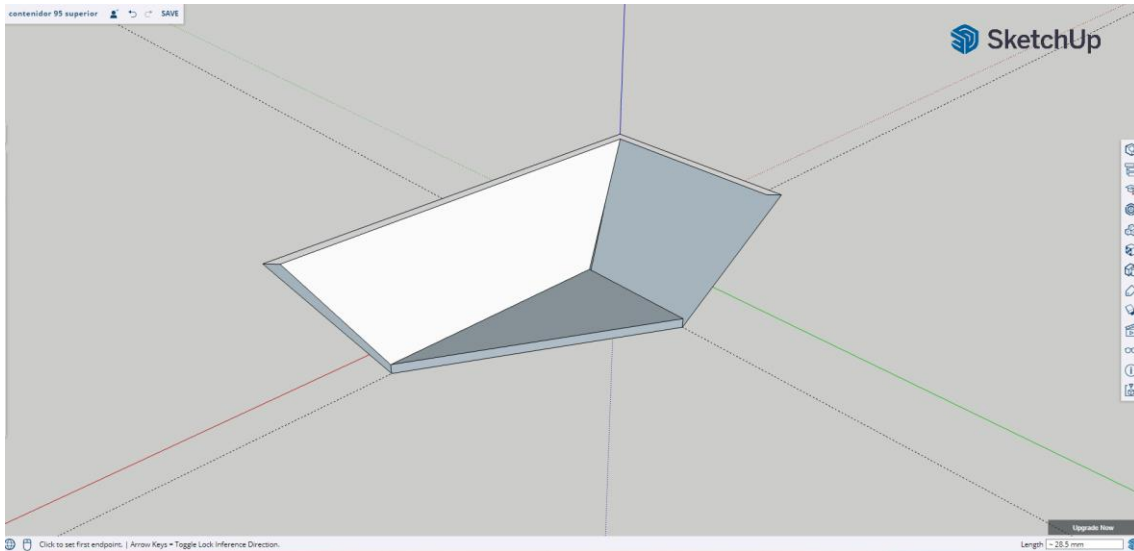 contenidor 95 superior SAVE
SketchUp
Upgrade Now
Click to set first endpoint. | Arrow Keys = Toggle Lock Inference Direction.
Length ~ 28.5 mm